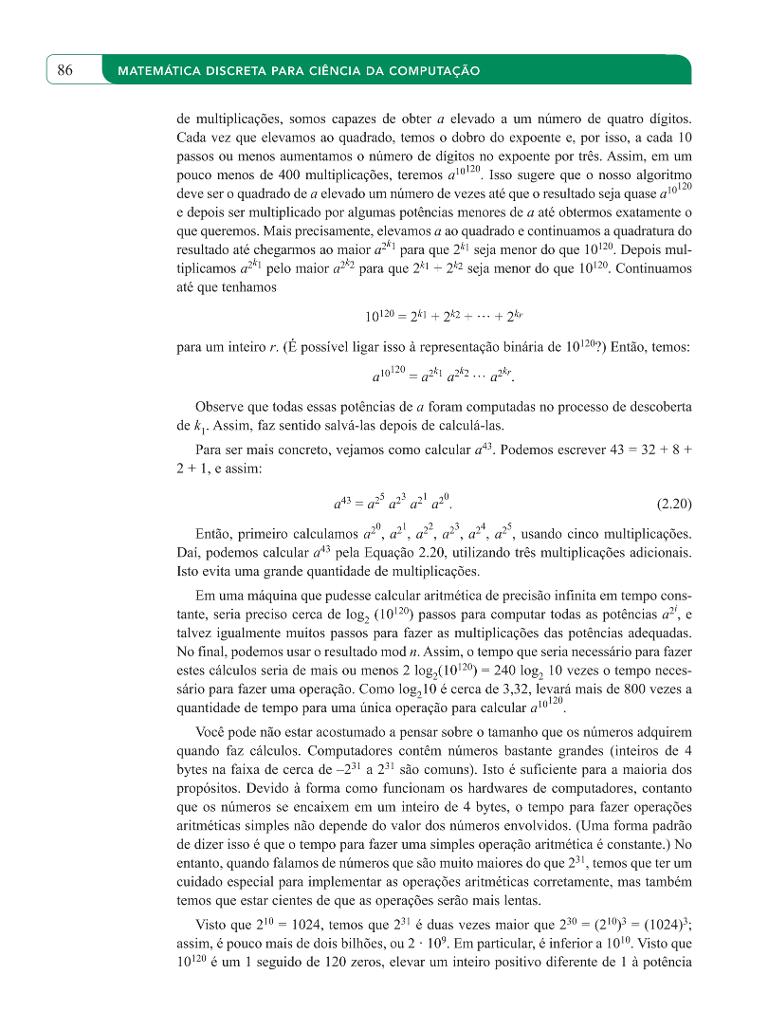 86
MATEMÁTICA DISCRETA PARA CIÊNCIA DA COMPUTAÇÃO
de multiplicações, somos capazes de obter a elevado a um número de quatro dígitos.
Cada vez que elevamos ao quadrado, temos o dobro do expoente e, por isso, a cada 10
passos ou menos aumentamos o número de dígitos no expoente por três. Assim, em um
pouco menos de 400 multiplicações, teremos a^{10^{120}}. Isso sugere que o nosso algoritmo
deve ser o quadrado de a elevado um número de vezes até que o resultado seja quase a^{10^{120}}
e depois ser multiplicado por algumas potências menores de a até obtermos exatamente o
que queremos. Mais precisamente, elevamos a ao quadrado e continuamos a quadratura do
resultado até chegarmos ao maior a^{2^{k_1}} para que 2^{k_1} seja menor do que 10^{120}. Depois mul-
tiplicamos a^{2^{k_1}} pelo maior a^{2^{k_2}} para que 2^{k_1} + 2^{k_2} seja menor do que 10^{120}. Continuamos
até que tenhamos
10^{120} = 2^{k_1} + 2^{k_2} + ··· + 2^{k_r}
para um inteiro r. (É possível ligar isso à representação binária de 10^{120}?) Então, temos:
a^{10^{120}} = a^{2^{k_1}} a^{2^{k_2}} ··· a^{2^{k_r}}.
Observe que todas essas potências de a foram computadas no processo de descoberta
de k_1. Assim, faz sentido salvá-las depois de calculá-las.
Para ser mais concreto, vejamos como calcular a^{43}. Podemos escrever 43 = 32 + 8 +
2 + 1, e assim:
a^{43} = a^{2^5} a^{2^3} a^{2^1} a^{2^0}. (2.20)
Então, primeiro calculamos a^{2^0}, a^{2^1}, a^{2^2}, a^{2^3}, a^{2^4}, a^{2^5}, usando cinco multiplicações.
Daí, podemos calcular a^{43} pela Equação 2.20, utilizando três multiplicações adicionais.
Isto evita uma grande quantidade de multiplicações.
Em uma máquina que pudesse calcular aritmética de precisão infinita em tempo cons-
tante, seria preciso cerca de log_2 (10^{120}) passos para computar todas as potências a^{2^i}, e
talvez igualmente muitos passos para fazer as multiplicações das potências adequadas.
No final, podemos usar o resultado mod n. Assim, o tempo que seria necessário para fazer
estes cálculos seria de mais ou menos 2 log_2(10^{120}) = 240 log_2 10 vezes o tempo neces-
sário para fazer uma operação. Como log_2 10 é cerca de 3,32, levará mais de 800 vezes a
quantidade de tempo para uma única operação para calcular a^{10^{120}}.
Você pode não estar acostumado a pensar sobre o tamanho que os números adquirem
quando faz cálculos. Computadores contêm números bastante grandes (inteiros de 4
bytes na faixa de cerca de –2^{31} a 2^{31} são comuns). Isto é suficiente para a maioria dos
propósitos. Devido à forma como funcionam os hardwares de computadores, contanto
que os números se encaixem em um inteiro de 4 bytes, o tempo para fazer operações
aritméticas simples não depende do valor dos números envolvidos. (Uma forma padrão
de dizer isso é que o tempo para fazer uma simples operação aritmética é constante.) No
entanto, quando falamos de números que são muito maiores do que 2^{31}, temos que ter um
cuidado especial para implementar as operações aritméticas corretamente, mas também
temos que estar cientes de que as operações serão mais lentas.
Visto que 2^{10} = 1024, temos que 2^{31} é duas vezes maior que 2^{30} = (2^{10})^3 = (1024)^3;
assim, é pouco mais de dois bilhões, ou 2 · 10^9. Em particular, é inferior a 10^{10}. Visto que
10^{120} é um 1 seguido de 120 zeros, elevar um inteiro positivo diferente de 1 à potência